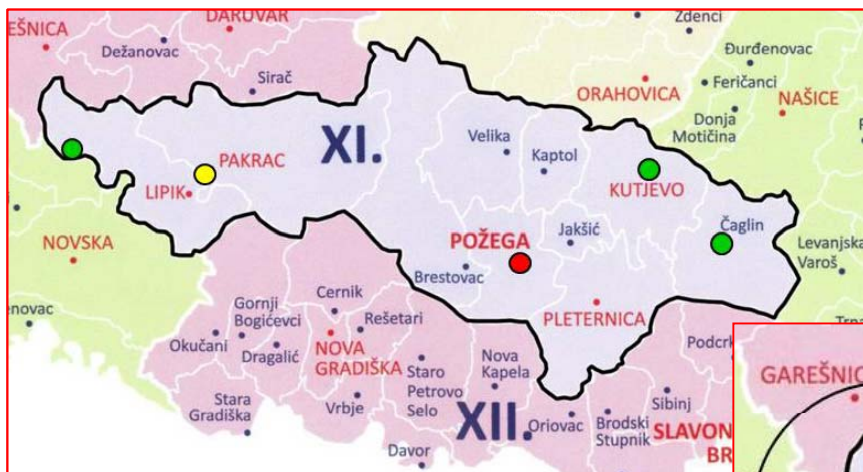 EŠNICA
DARUVAR
Dežanovac
Sirač
Zdenci
Đurđenovac
Feričanci
ORAHOVICA
NAŠICE
Donja
Motičina
XI.
Velika
Kaptol
PAKRAC
LIPIK
KUTJEVO
Čaglin
NOVSKA
POŽEGA
Jakšić
Levanjska
Varoš
Brestovac
enovac
Cernik
PLETERNICA
Gornji
Bogićevci
Rešetari
Okučani
Dragalić
NOVA
GRADIŠKA
Staro
Petrovo
Selo
Nova
Kapela
Podcrk
Stara
Gradiška
Vrbje
XII.
Oriovac
Brodski
Stupnik
Sibinj
SLAVON
BR
Davor
GAREŠNIC